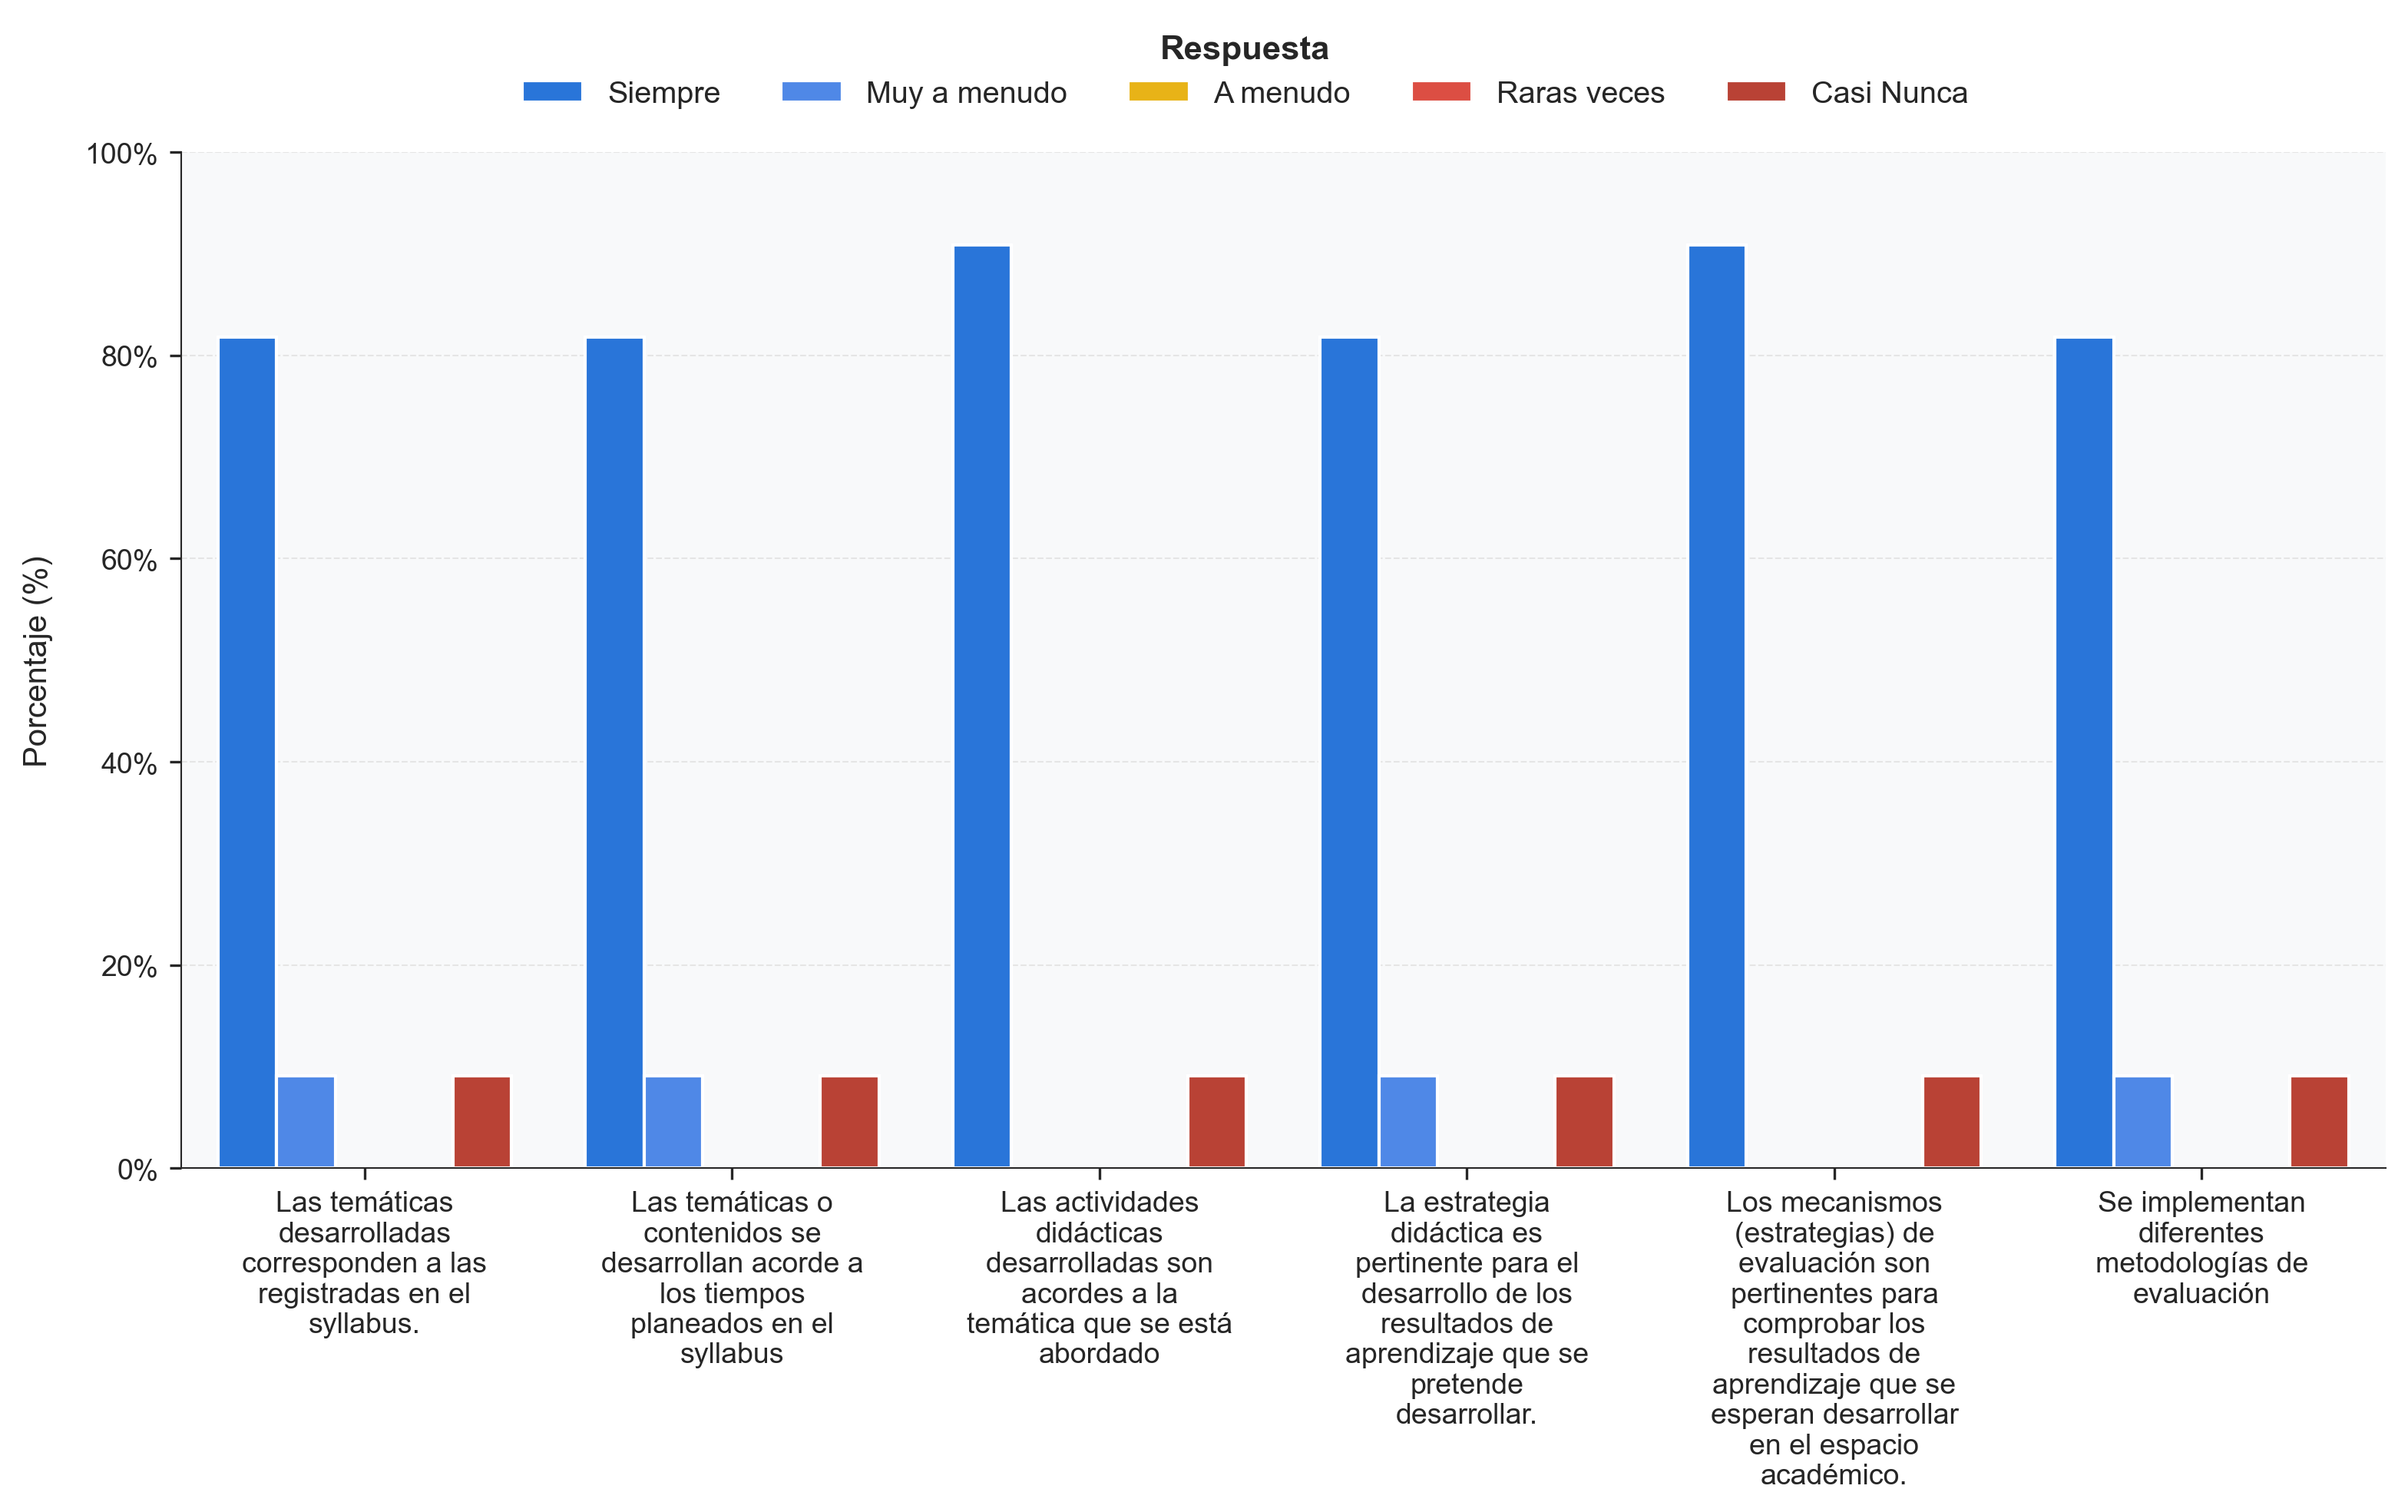 Respuesta
Siempre
Muy a menudo
A menudo
Raras veces
Casi Nunca
Porcentaje (%)
100%
80%
60%
40%
20%
0%
Las temáticas
desarrolladas
corresponden a las
registradas en el
syllabus.
Las temáticas o
contenidos se
desarrollan acorde a
los tiempos
planeados en el
syllabus
Las actividades
didácticas
desarrolladas son
acordes a la
temática que se está
abordado
La estrategia
didáctica es
pertinente para el
desarrollo de los
resultados de
aprendizaje que se
pretende
desarrollar.
Los mecanismos
(estrategias) de
evaluación son
pertinentes para
comprobar los
resultados de
aprendizaje que se
esperan desarrollar
en el espacio
académico.
Se implementan
diferentes
metodologías de
evaluación